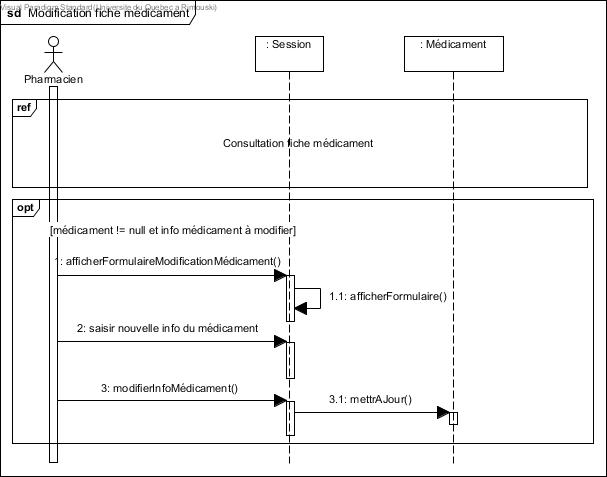 Visual Paradigm Standard(Universite du Quebec a Rimouski)
sd Modification fiche médicament
: Session
: Médicament
Pharmacien
ref
Consultation fiche médicament
opt
[médicament != null et info médicament à modifier]
1: afficherFormulaireModificationMédicament()
1.1: afficherFormulaire()
2: saisir nouvelle info du médicament
3: modifierInfoMédicament()
3.1: mettrAJour()